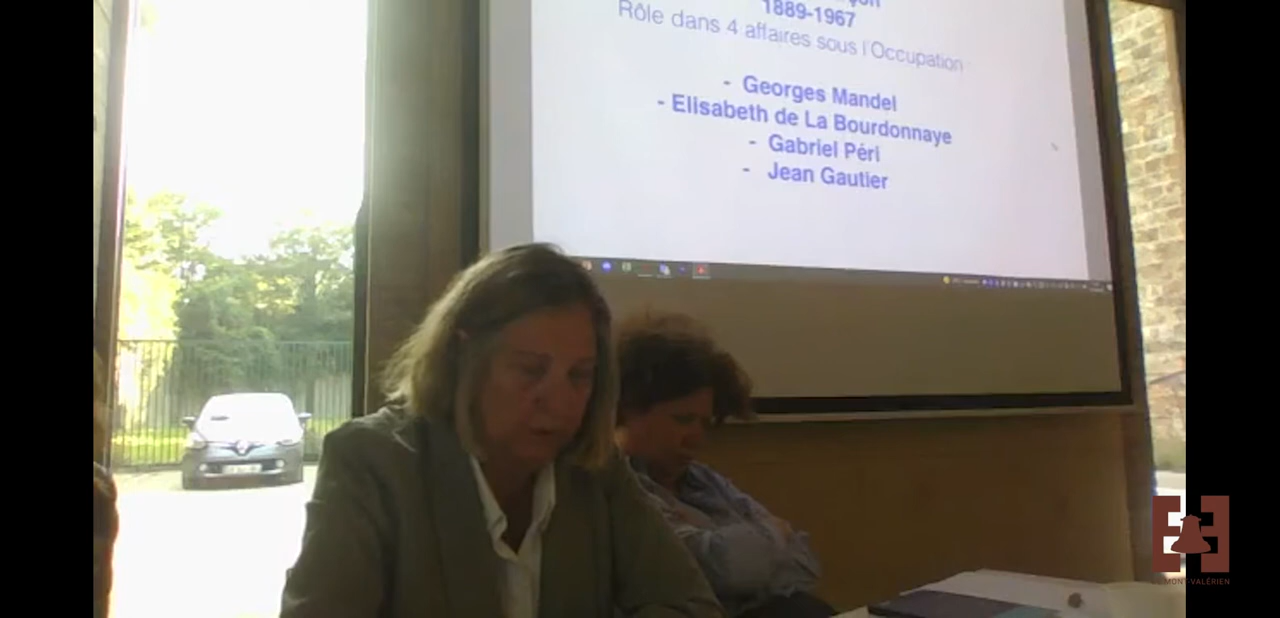 1889-1967
Rôle dans 4 affaires sous l'Occupation
- Georges Mandel
- Elisabeth de La Bourdonnaye
- Gabriel Péri
- Jean Gautier
MONT VALÉRIEN